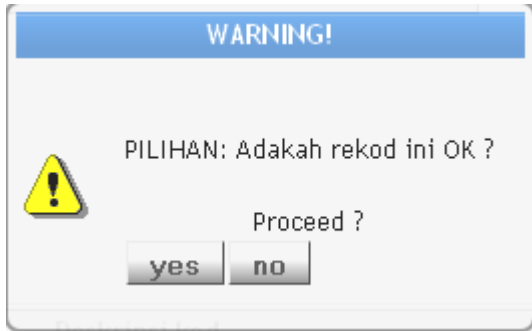 WARNING!
PILIHAN: Adakah rekod ini OK ?
Proceed ?
yes no